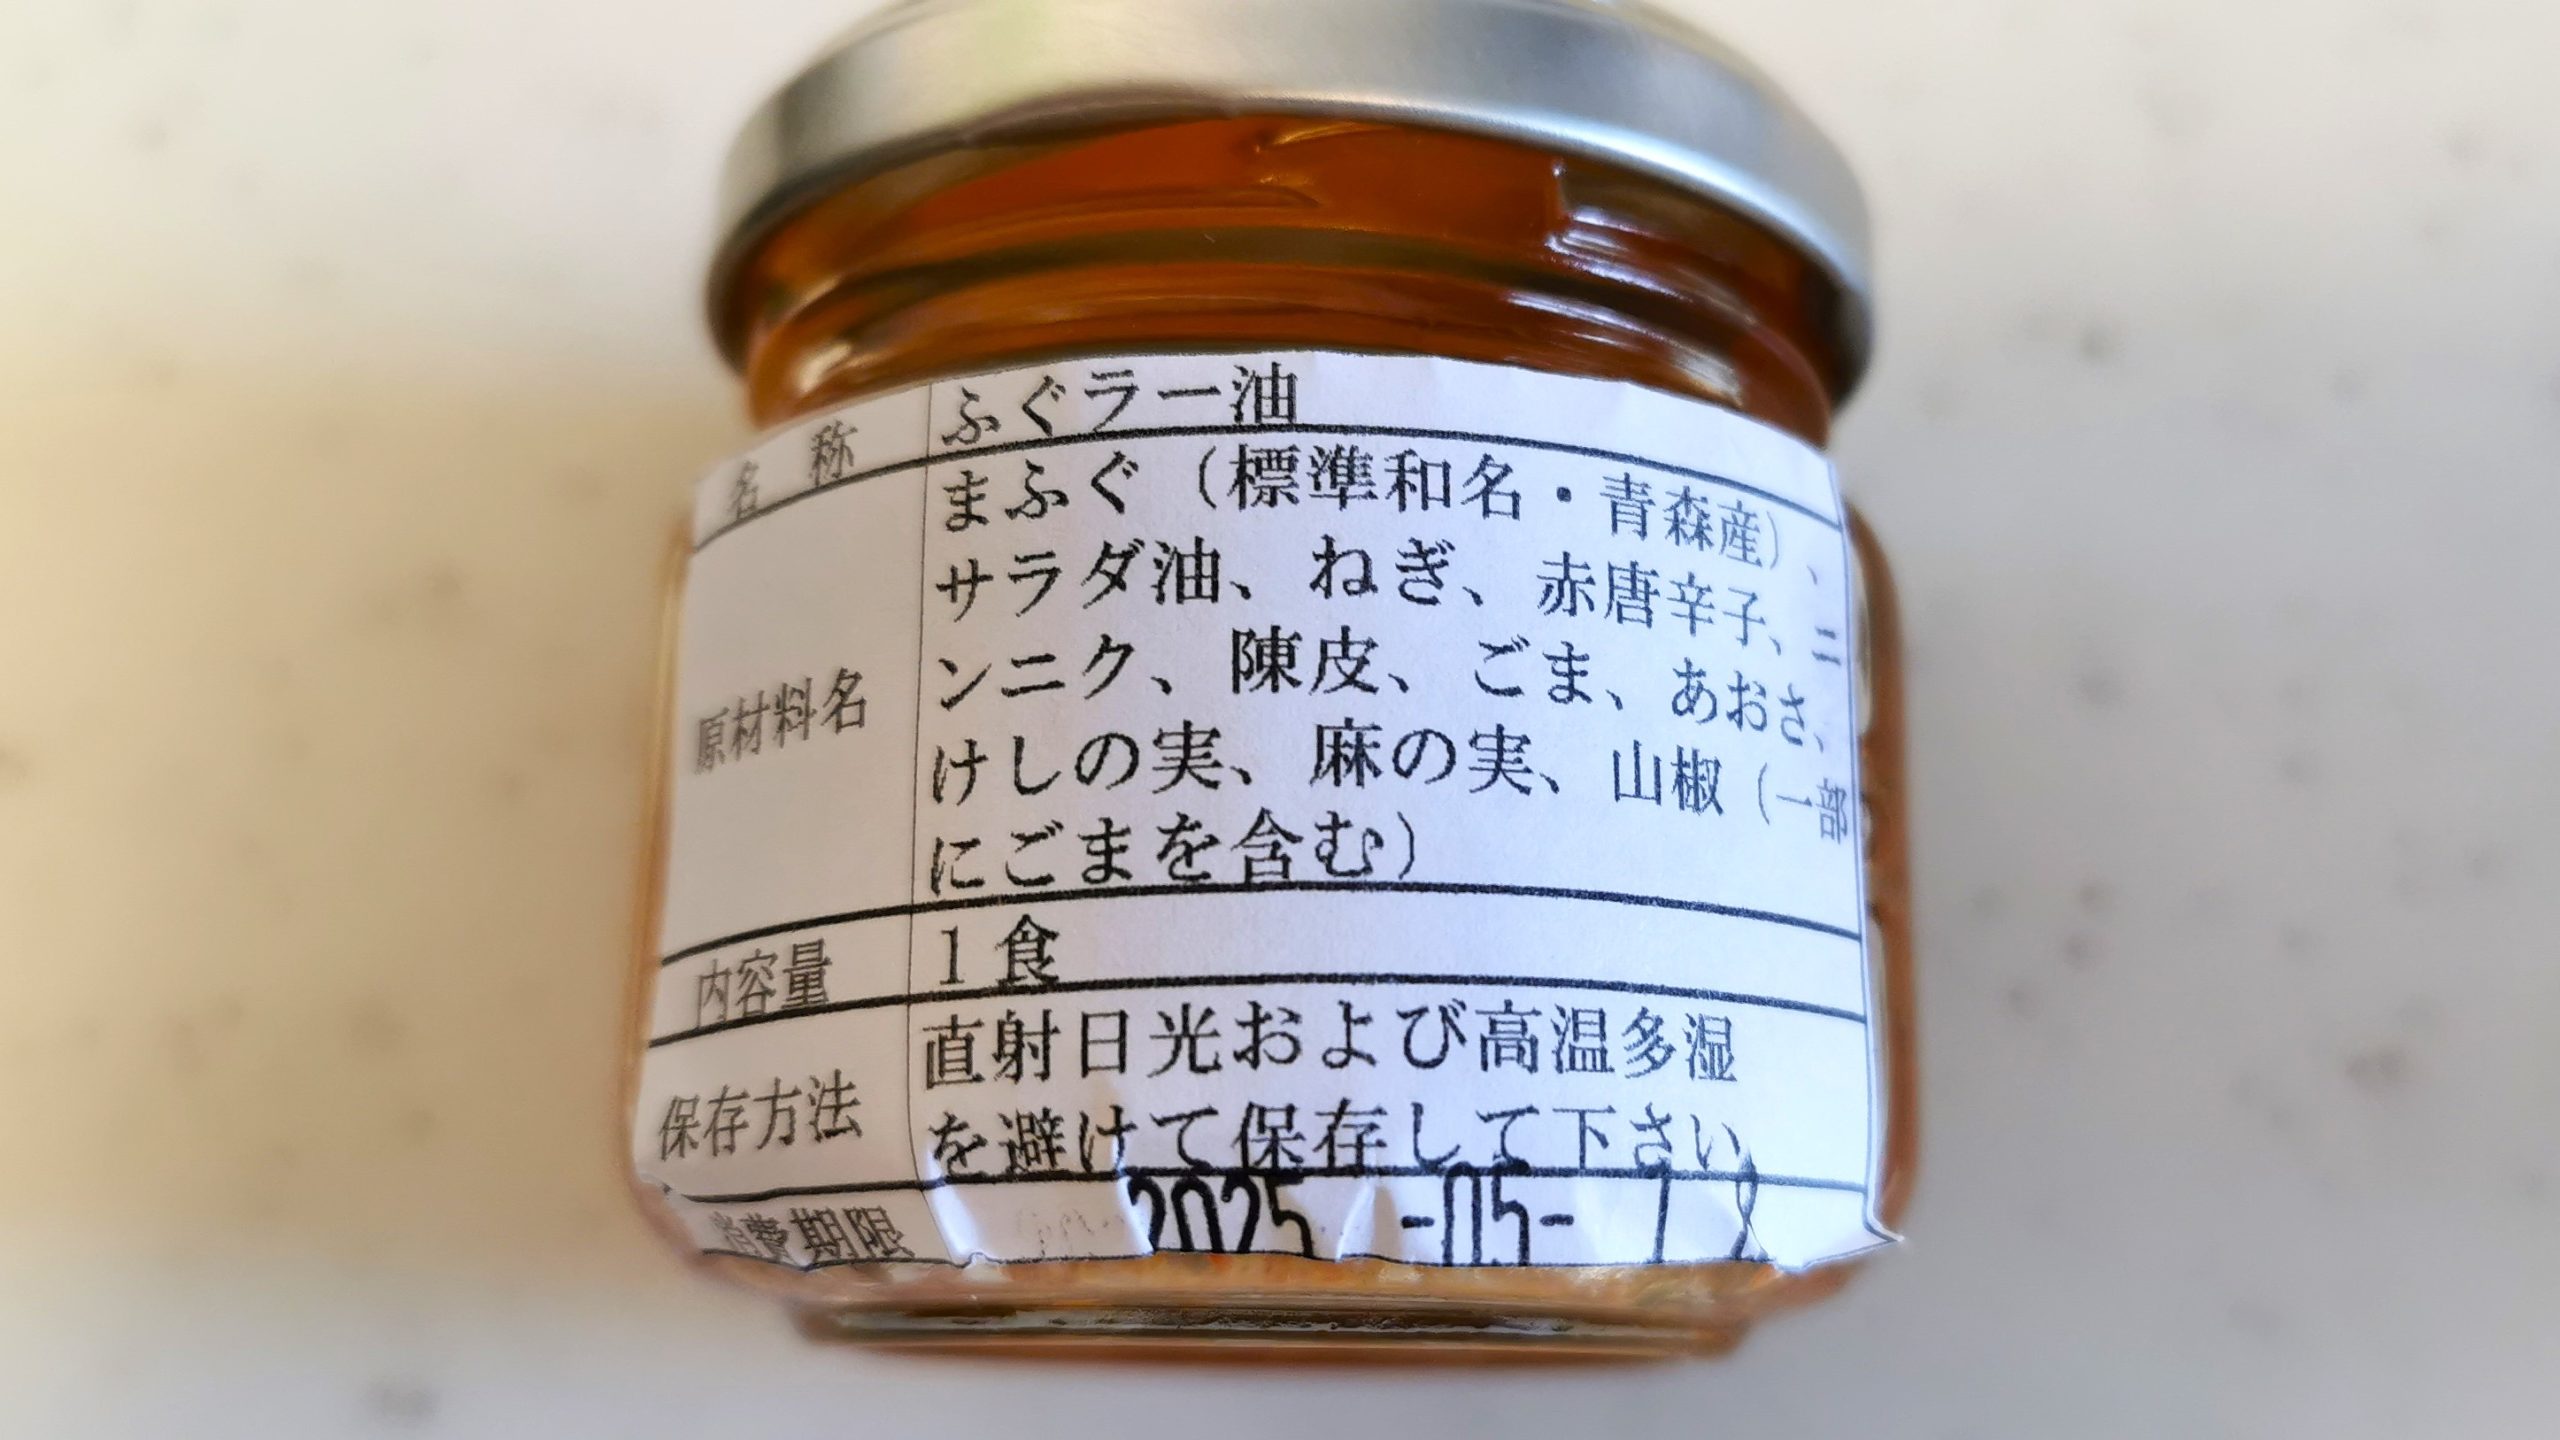 名 称 ふぐラー油
原材料名 まふぐ（標準和名・青森産）、
サラダ油、ねぎ、赤唐辛子、ニ
ンニク、陳皮、ごま、あおさ、
けしの実、麻の実、山椒（一部
にごまを含む）
内容量 1食
保存方法 直射日光および高温多湿
を避けて保存して下さい
消費期限 2025 -05-